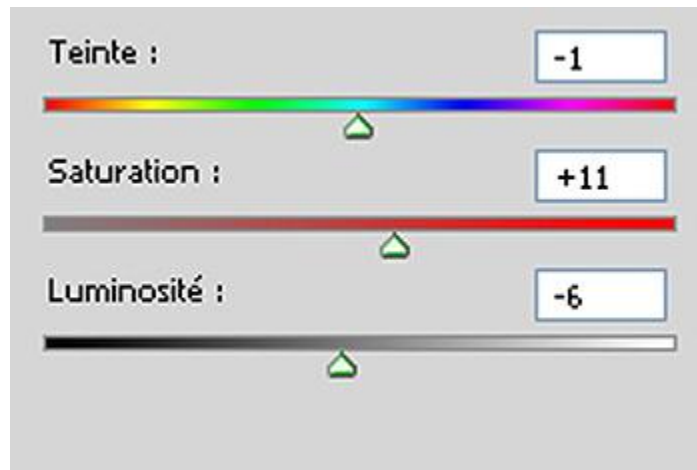 Teinte : -1
Saturation : +11
Luminosité : -6